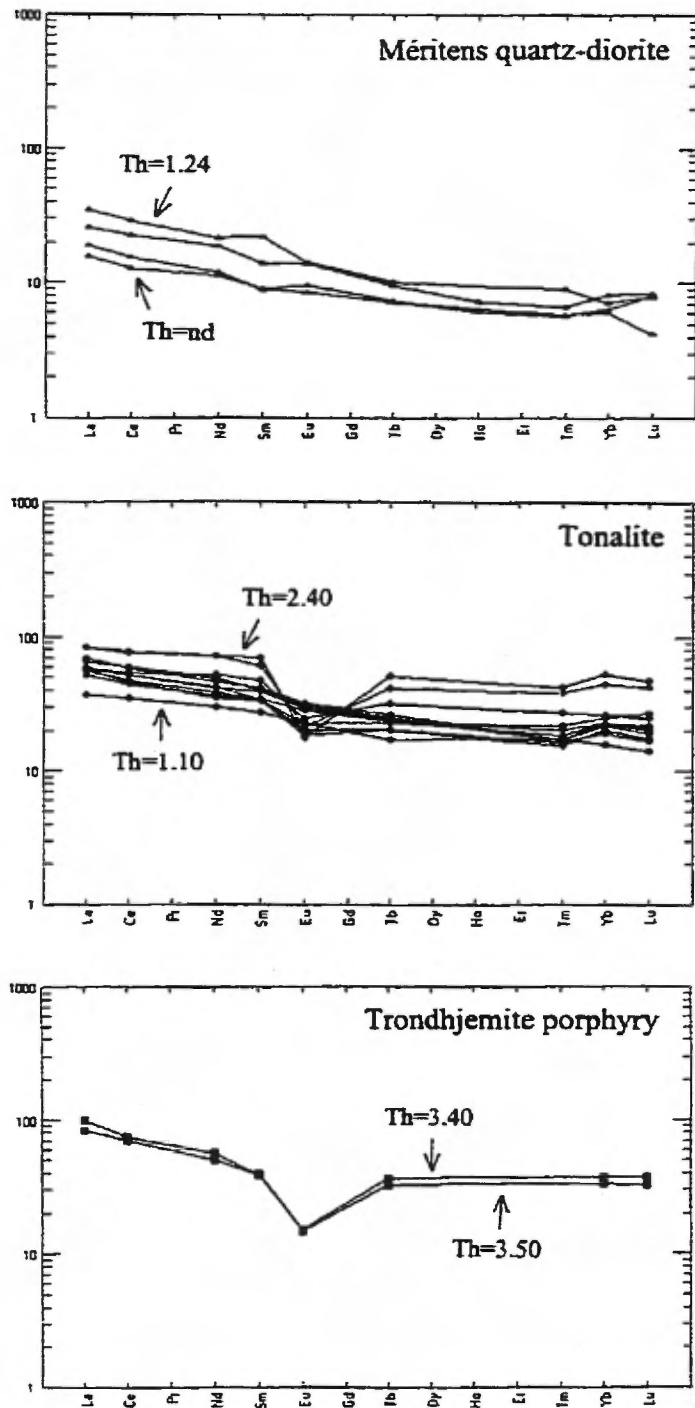 1000
Méritens quartz-diorite
100
Th=1.24
10
Th=nd
1
La Ce Pr Nd Sm Eu Gd Tb Dy Ho Er Tm Yb Lu
1000
Tonalite
Th=2.40
100
Th=1.10
10
1
La Ce Pr Nd Sm Eu Gd Tb Dy Ho Er Tm Yb Lu
1000
Trondhjemite porphyry
100
Th=3.40
Th=3.50
10
1
La Ce Pr Nd Sm Eu Gd Tb Dy Ho Er Tm Yb Lu